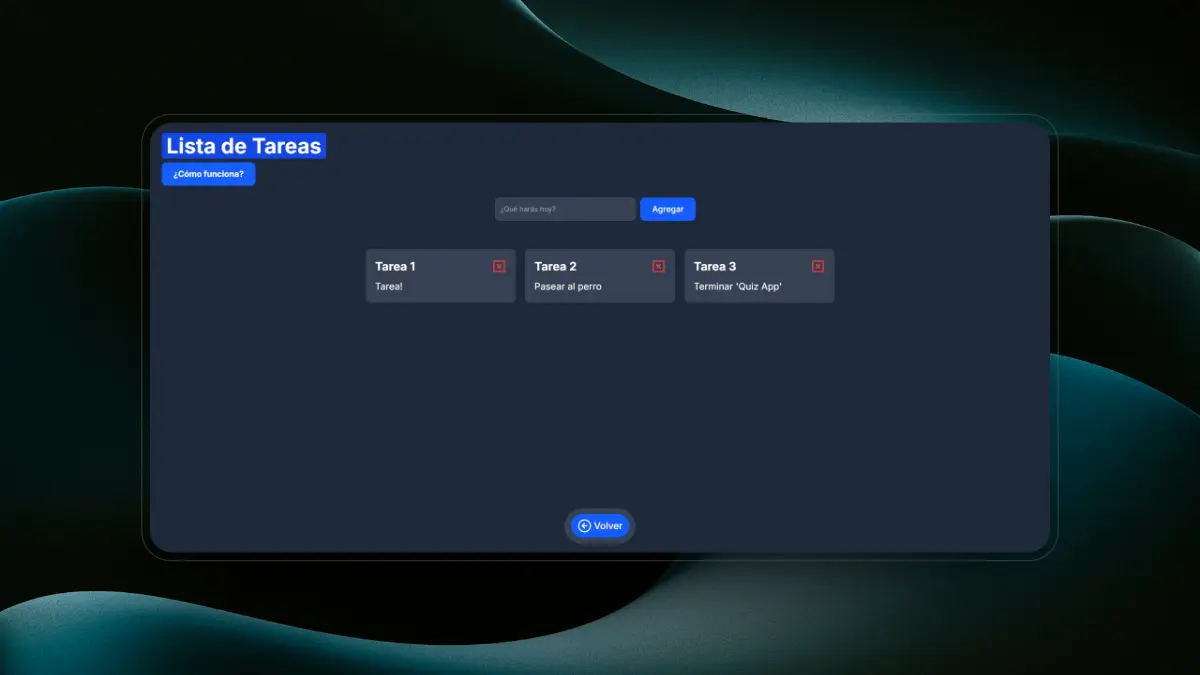 Lista de Tareas
¿Cómo funciona?
¿Qué harás hoy?
Agregar
Tarea 1
Tarea!
Tarea 2
Pasear al perro
Tarea 3
Terminar 'Quiz App'
Volver